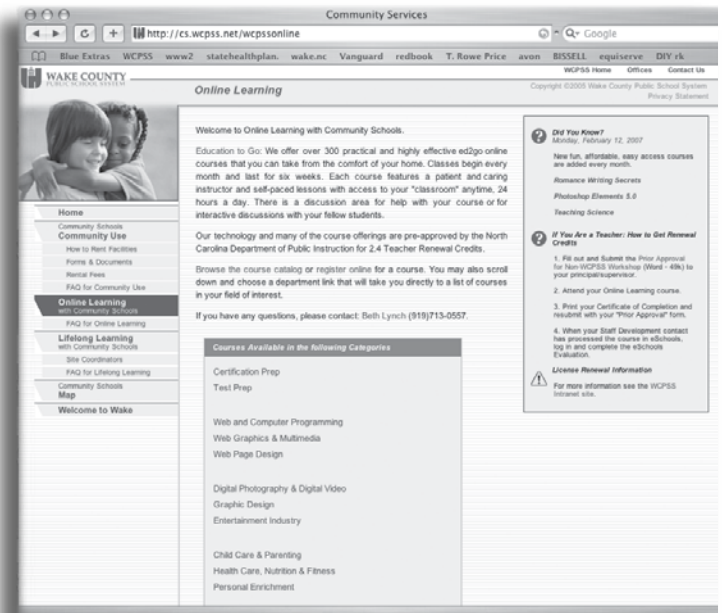 Community Services
http://cs.wcpss.net/wcpssonline
Google
Blue Extras WCPSS www2 statehealthplan. wake.nc Vanguard redbook T. Rowe Price avon BISSELL equiserve DIY rk
WCPSS Home Offices Contact Us
WAKE COUNTY
PUBLIC SCHOOL SYSTEM
Online Learning
Copyright ©2005 Wake County Public School System
Privacy Statement
Home
Community Schools
Community Use
How to Rent Facilities
Forms & Documents
Rental Fees
FAQ for Community Use
Online Learning
with Community Schools
FAQ for Online Learning
Lifelong Learning
with Community Schools
Site Coordinators
FAQ for Lifelong Learning
Community Schools
Map
Welcome to Wake
Welcome to Online Learning with Community Schools.
Education to Go: We offer over 300 practical and highly effective ed2go online
courses that you can take from the comfort of your home. Classes begin every
month and last for six weeks. Each course features a patient and caring
instructor and self-paced lessons with access to your "classroom" anytime, 24
hours a day. There is a discussion area for help with your course or for
interactive discussions with your fellow students.
Our technology and many of the course offerings are pre-approved by the North
Carolina Department of Public Instruction for 2.4 Teacher Renewal Credits.
Browse the course catalog or register online for a course. You may also scroll
down and choose a department link that will take you directly to a list of courses
in your field of interest.
If you have any questions, please contact: Beth Lynch (919)713-0557.
Courses Available in the following Categories
Certification Prep
Test Prep
Web and Computer Programming
Web Graphics & Multimedia
Web Page Design
Digital Photography & Digital Video
Graphic Design
Entertainment Industry
Child Care & Parenting
Health Care, Nutrition & Fitness
Personal Enrichment
Did You Know?
Monday, February 12, 2007
New fun, affordable, easy access courses
are added every month.
Romance Writing Secrets
Photoshop Elements 5.0
Teaching Science
If You Are a Teacher: How to Get Renewal
Credits
1. Fill out and Submit the Prior Approval
for Non-WCPSS Workshop (Word - 49k) to
your principal/supervisor.
2. Attend your Online Learning course.
3. Print your Certificate of Completion and
resubmit with your "Prior Approval" form.
4. When your Staff Development contact
has processed the course in eSchools,
log in and complete the eSchools
Evaluation.
License Renewal Information
For more information see the WCPSS
Intranet site.